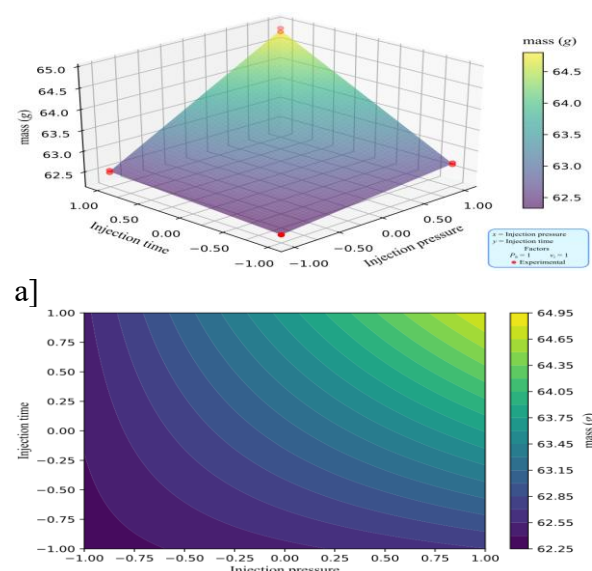 mass (g)
65.0
64.5
64.0
63.5
63.0
62.5
mass (g)
1.00
0.50
0.00
−0.50
−1.00
Injection time
−1.00
−0.50
0.00
0.50
1.00
Injection pressure
64.5
64.0
63.5
63.0
62.5
x = Injection pressure
y = Injection time
Factors
= 1 = 1
Experimental
a]
1.00
0.75
0.50
0.25
0.00
−0.25
−0.50
−0.75
−1.00
Injection time
−1.00 −0.75 −0.50 −0.25 0.00 0.25 0.50 0.75 1.00
Injection pressure
64.95
64.65
64.35
64.05
63.75
63.45
63.15
62.85
62.55
62.25
mass (g)